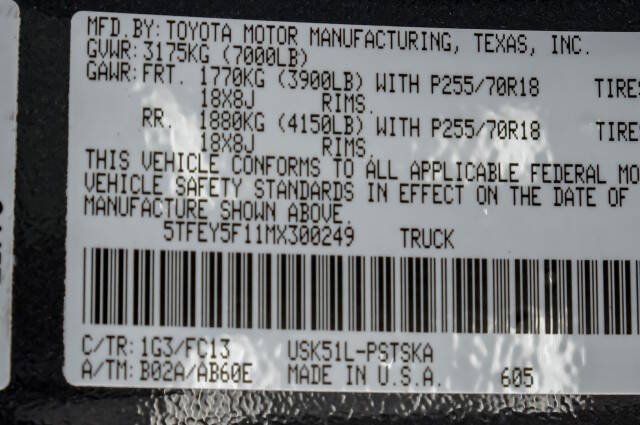 MFD.BY: TOYOTA MOTOR MANUFACTURING, TEXAS, INC.
GVWR: 3175KG (7000LB)
GAWR: FRT. 1770KG (3900LB) WITH P255/70R18 TIRES
18X8J RIMS.
RR. 1880KG (4150LB) WITH P255/70R18 TIRE
18X8J RIMS.
THIS VEHICLE CONFORMS TO ALL APPLICABLE FEDERAL MO
VEHICLE SAFETY STANDARDS IN EFFECT ON THE DATE OF
MANUFACTURE SHOWN ABOVE.
5TFEY5F11MX300249 TRUCK
C/TR: 1G3/FC13 USK51L-PSTSKA
A/TM: B02A/AB60E MADE IN U.S.A. 605